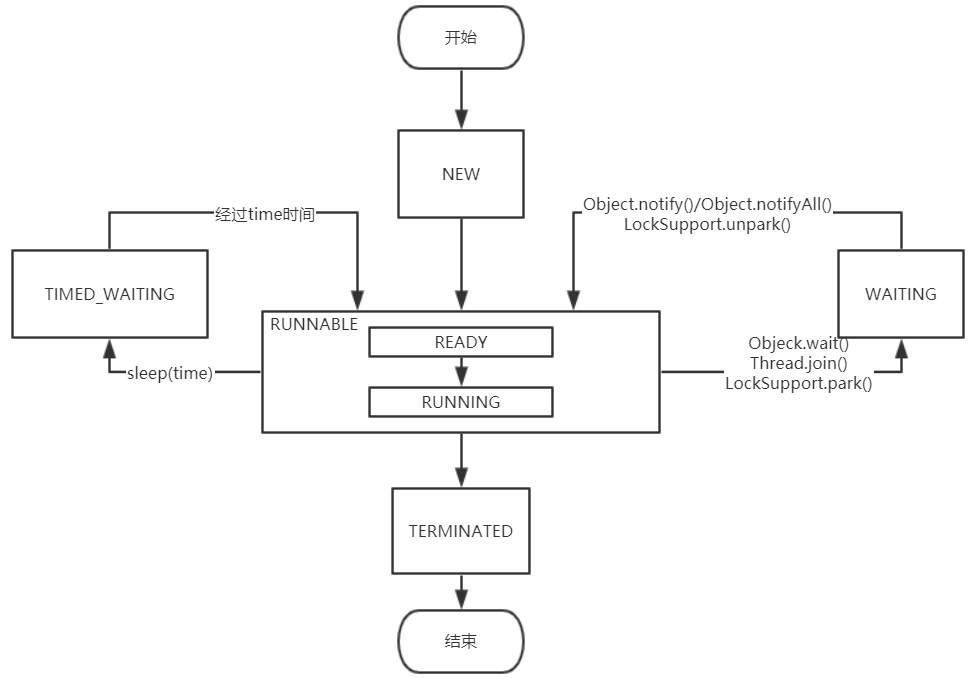 开始
NEW
经过time时间
Object.notify()/Object.notifyAll()
LockSupport.unpark()
TIMED_WAITING
WAITING
RUNNABLE
READY
RUNNING
sleep(time)
Objeck.wait()
Thread.join()
LockSupport.park()
TERMINATED
结束